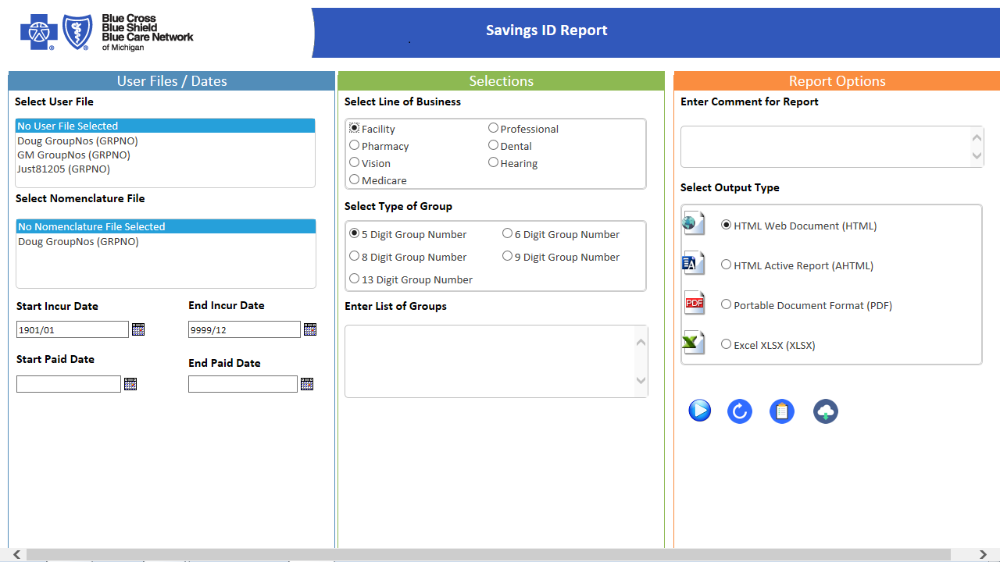 Blue Cross
Blue Shield
Blue Care Network
of Michigan
Savings ID Report
User Files / Dates
Select User File
No User File Selected
Doug GroupNos (GRPNO)
GM GroupNos (GRPNO)
Just81205 (GRPNO)
Select Nomenclature File
No Nomenclature File Selected
Doug GroupNos (GRPNO)
Start Incur Date
End Incur Date
1901/01
9999/12
Start Paid Date
End Paid Date
Selections
Select Line of Business
Facility
Professional
Pharmacy
Dental
Vision
Hearing
Medicare
Select Type of Group
5 Digit Group Number
6 Digit Group Number
8 Digit Group Number
9 Digit Group Number
13 Digit Group Number
Enter List of Groups
Report Options
Enter Comment for Report
Select Output Type
HTML Web Document (HTML)
HTML Active Report (AHTML)
PDF
Portable Document Format (PDF)
Excel XLSX (XLSX)